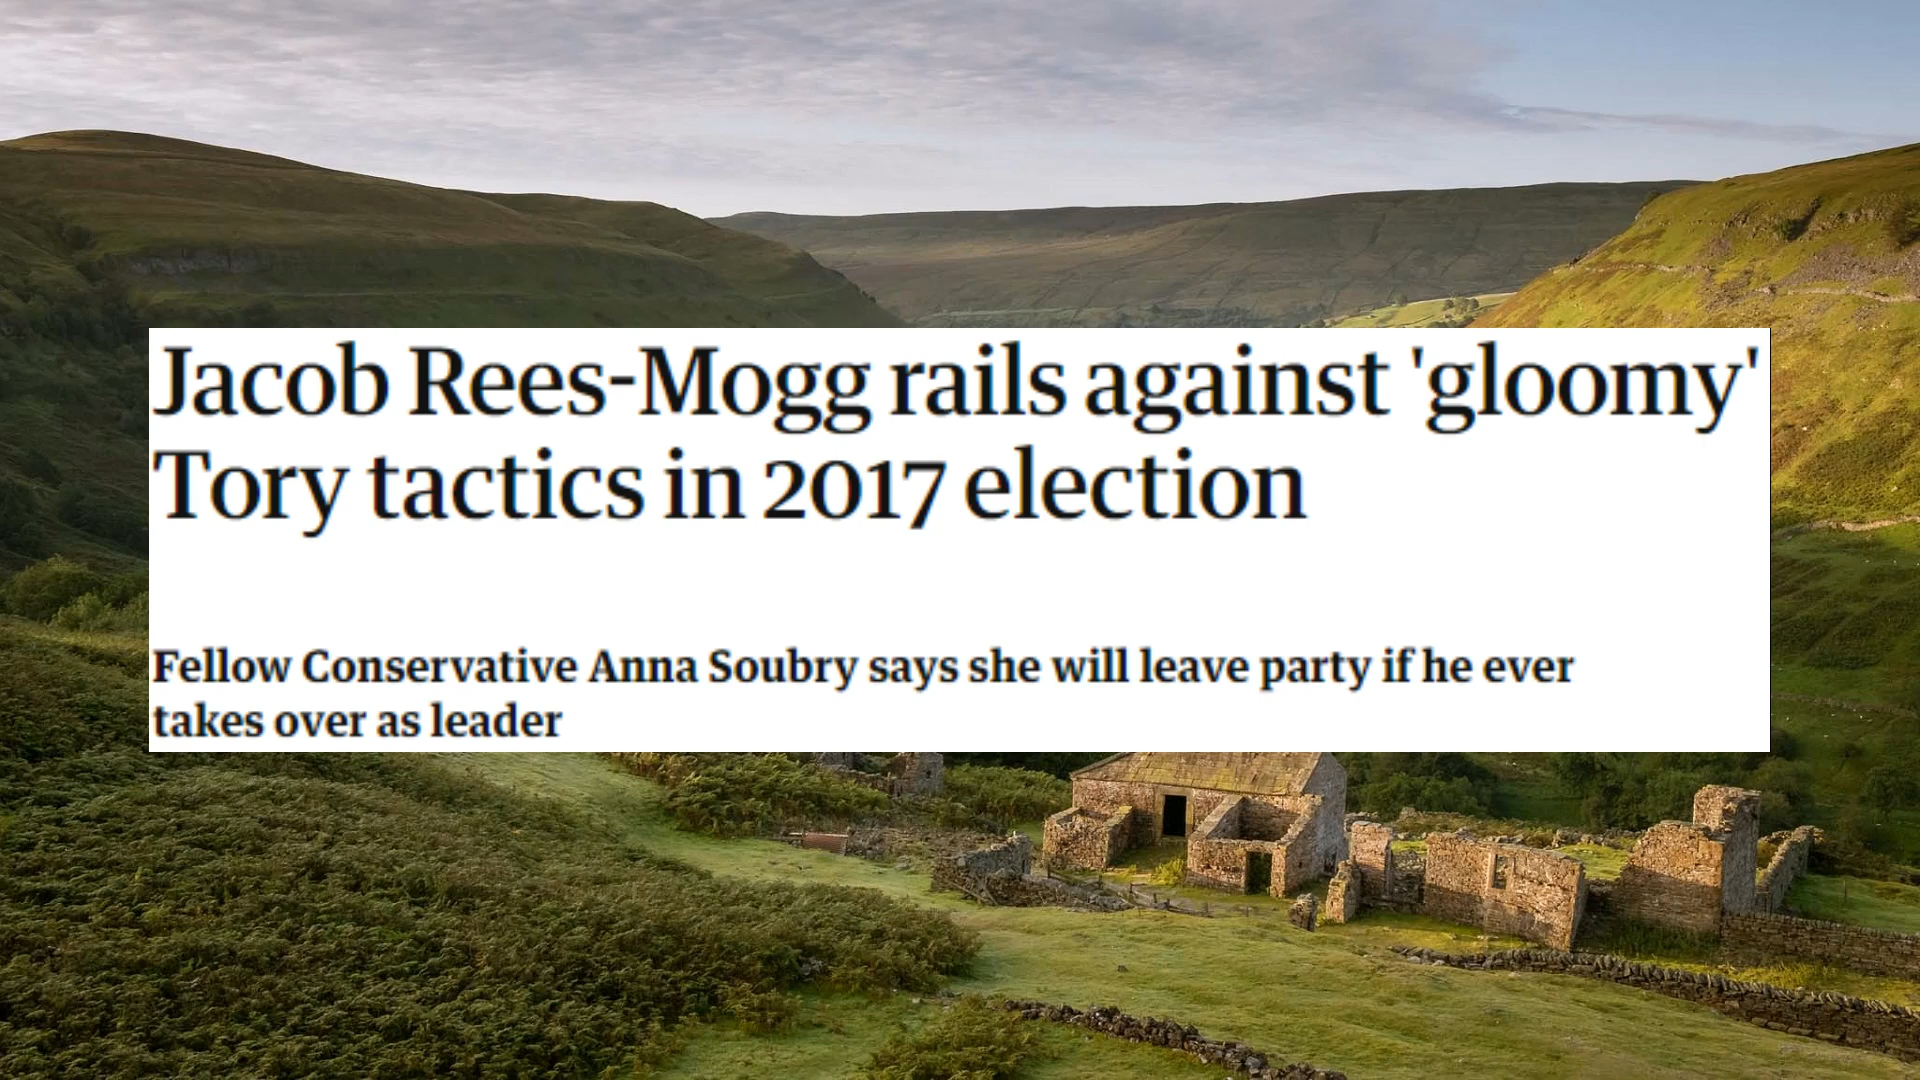 Jacob Rees-Mogg rails against 'gloomy'
Tory tactics in 2017 election
Fellow Conservative Anna Soubry says she will leave party if he ever
takes over as leader